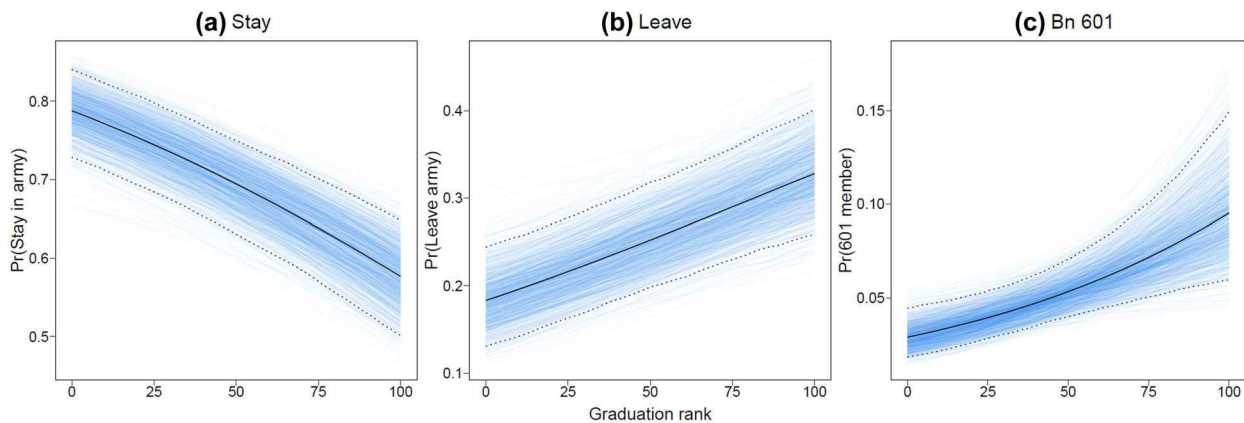 (a) Stay
(b) Leave
(c) Bn 601
Pr(Stay in army)
0.8
0.7
0.6
0.5
0 25 50 75 100
Pr(Leave army)
0.4
0.3
0.2
0.1
0 25 50 75 100
Pr(601 member)
0.15
0.10
0.05
0 25 50 75 100
Graduation rank